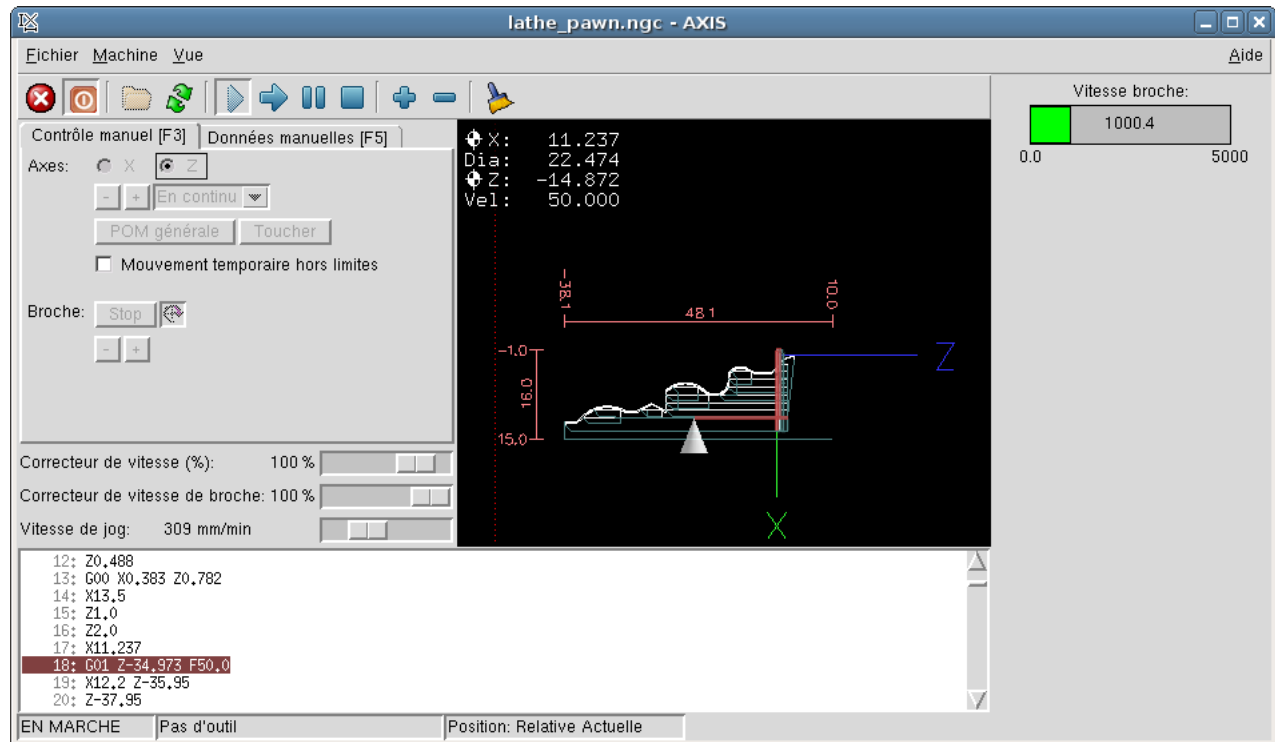 lathe_pawn.ngc - AXIS
Fichier Machine Vue Aide
Contrôle manuel [F3] Données manuelles [F5]
Axes: X Z
- + En continu
POM générale Toucher
Mouvement temporaire hors limites
Broche: Stop
- +
Correcteur de vitesse (%): 100 %
Correcteur de vitesse de broche: 100 %
Vitesse de jog: 309 mm/min
X: 11.237
Dia: 22.474
Z: -14.872
Vel: 50.000
-38.1
10.0
48.1
-1.0
16.0
15.0
Z
X
Vitesse broche:
1000.4
0.0 5000
12: Z0.488
13: G00 X0.383 Z0.782
14: X13.5
15: Z1.0
16: Z2.0
17: X11.237
18: G01 Z-34.973 F50.0
19: X12.2 Z-35.95
20: Z-37.95
EN MARCHE Pas d'outil Position: Relative Actuelle